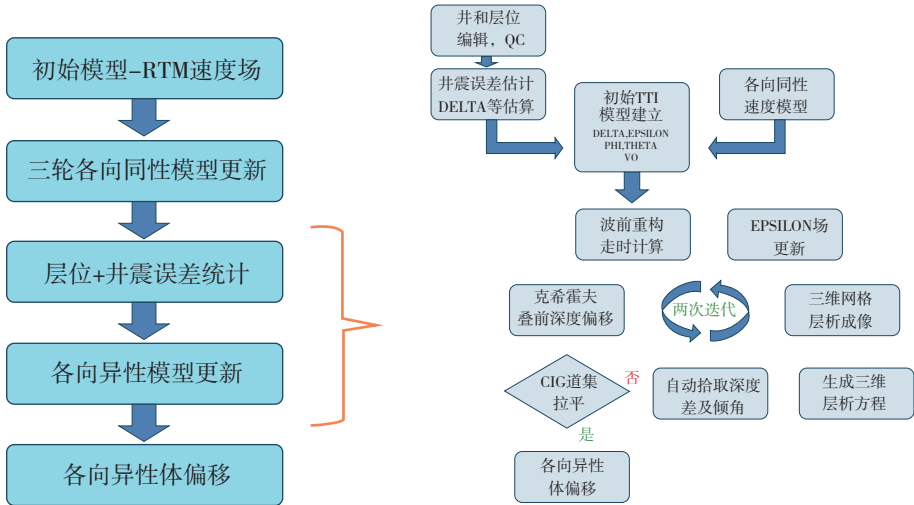 初始模型-RTM速度场
三轮各向同性模型更新
层位+井震误差统计
各向异性模型更新
各向异性体偏移
井和层位
编辑，QC
井震误差估计
DELTA等估算
初始TTI
模型建立
DELTA,EPSILON
PHI,THETA
VO
各向同性
速度模型
波前重构
走时计算
EPSILON场
更新
克希霍夫
叠前深度偏移
两次迭代
三维网格
层析成像
CIG道集
拉平
否
是
自动拾取深度
差及倾角
生成三维
层析方程
各向异性
体偏移